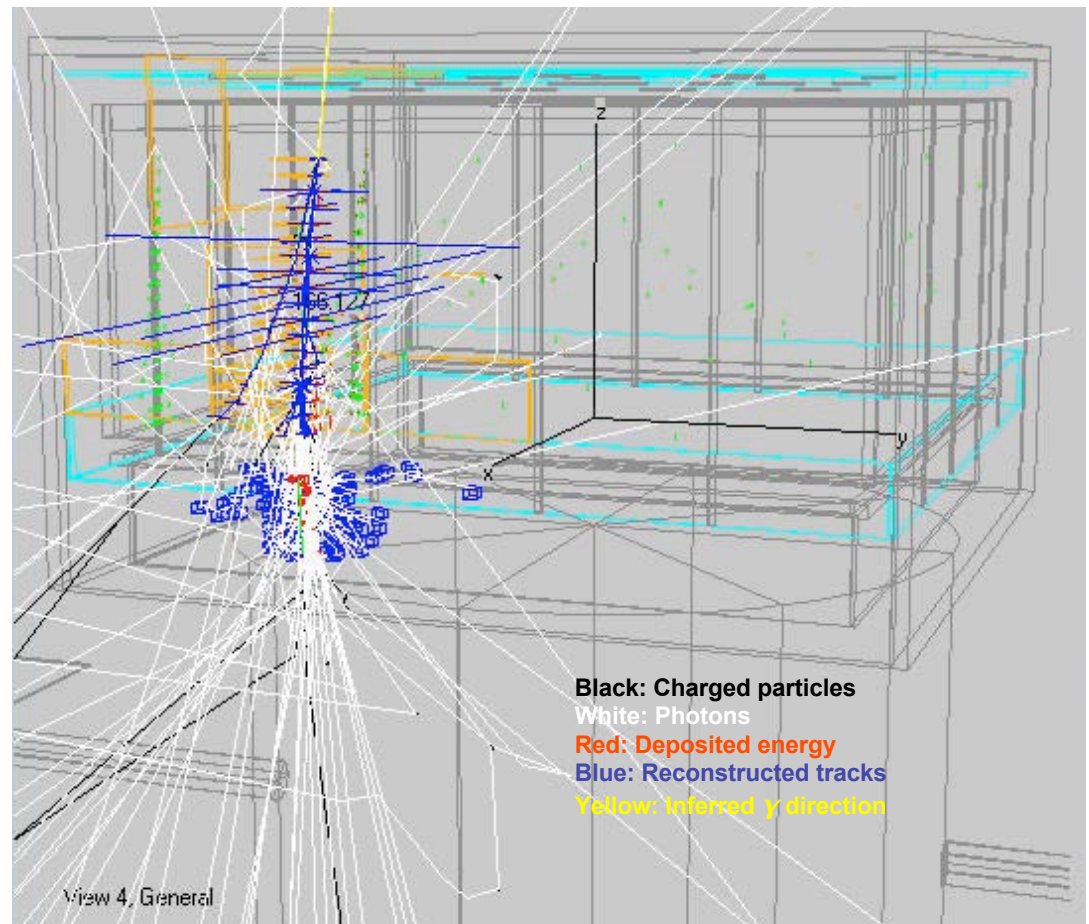 z
y
x
Black: Charged particles
White: Photons
Red: Deposited energy
Blue: Reconstructed tracks
Yellow: Inferred γ direction
View 4, General